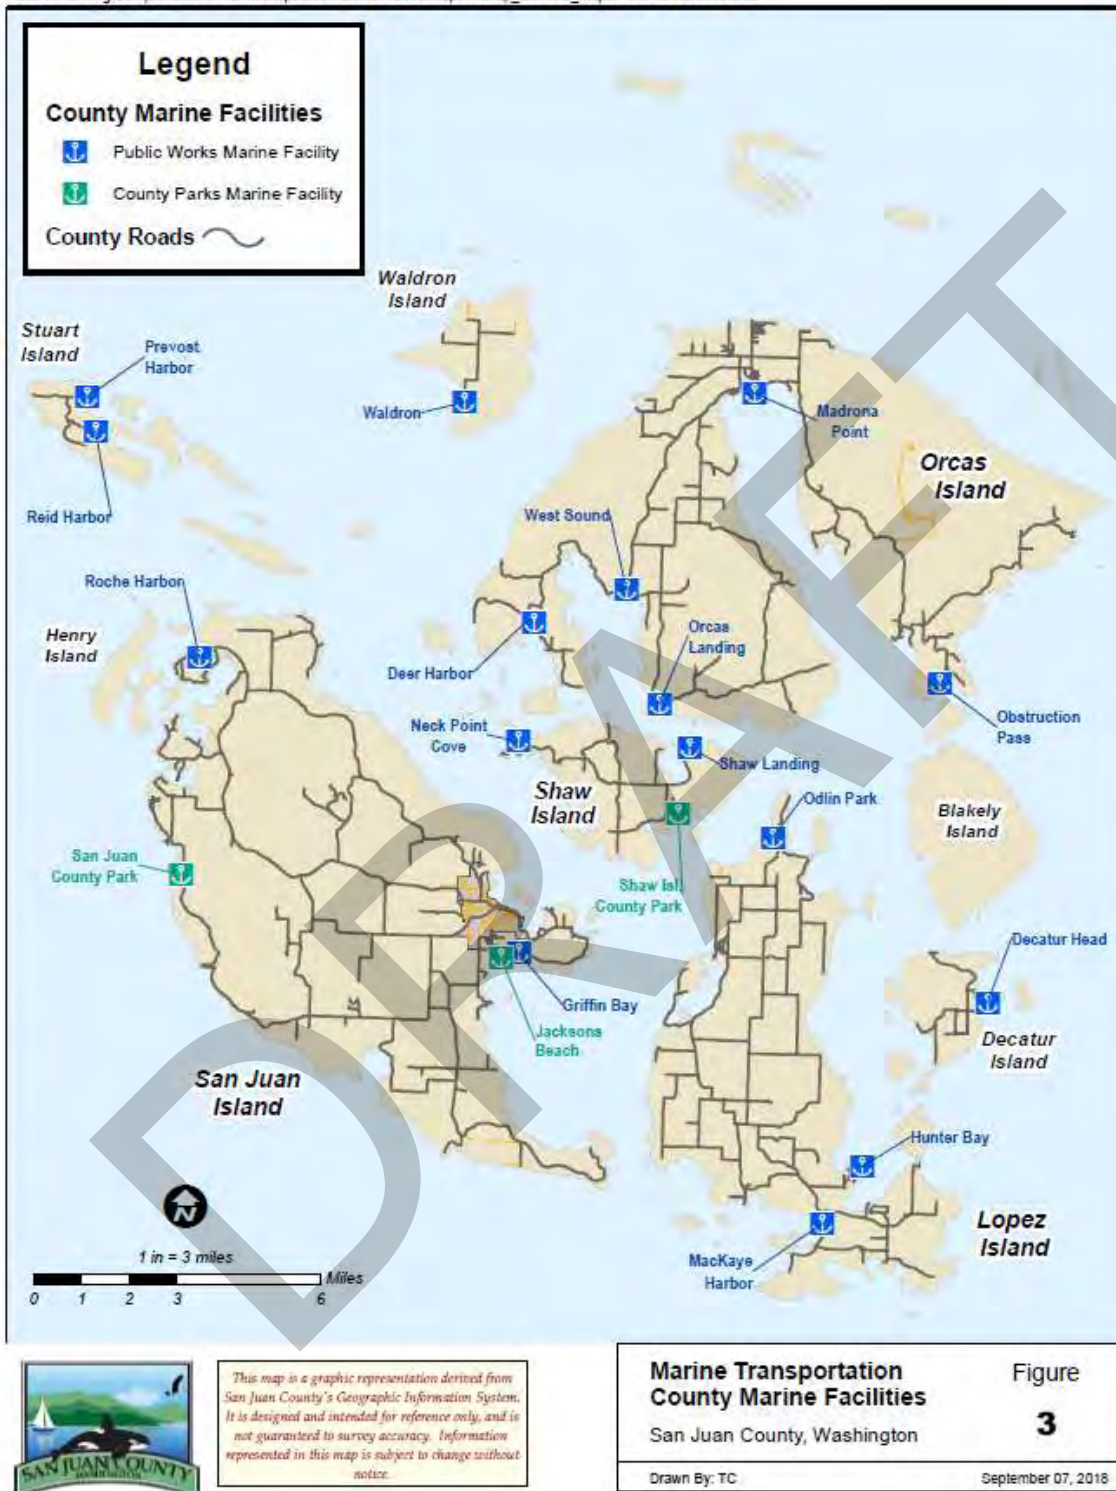 Legend
County Marine Facilities
Public Works Marine Facility
County Parks Marine Facility
County Roads
Waldron
Island
Stuart
Island
Prevost
Harbor
Waldron
Madrona
Point
Orcas
Island
Reid Harbor
West Sound
Roche Harbor
Henry
Island
Orcas
Landing
Deer Harbor
Neck Point
Cove
Obstruction
Pass
Shaw Landing
Shaw
Island
Odlin Park
Blakely
Island
San Juan
County Park
Shaw Isl.
County Park
Decatur Head
Griffin Bay
Jacksons
Beach
Decatur
Island
San Juan
Island
Hunter Bay
Lopez
Island
MacKaye
Harbor
N
1 in = 3 miles
Miles
0 1 2 3 6
DRAFT
SAN JUAN COUNTY
WASHINGTON
This map is a graphic representation derived from
San Juan County's Geographic Information System.
It is designed and intended for reference only, and is
not guaranteed to survey accuracy. Information
represented in this map is subject to change without
notice.
Marine Transportation
County Marine Facilities
San Juan County, Washington
Figure
3
Drawn By: TC
September 07, 2018